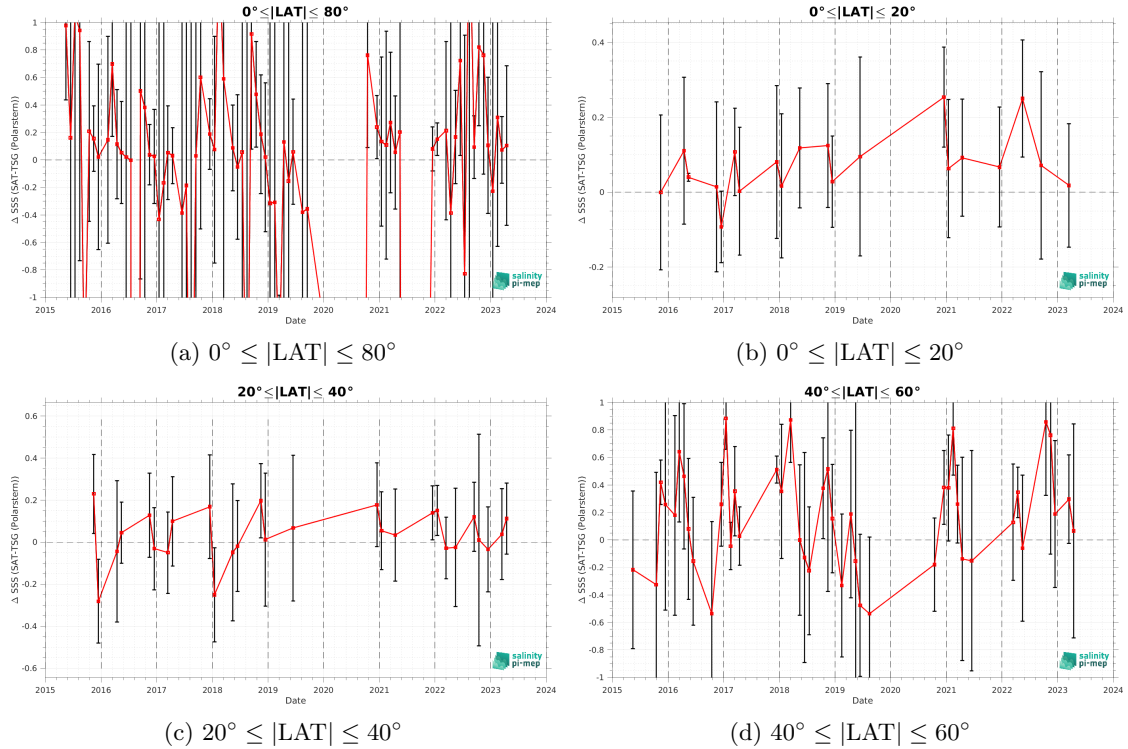 0°≤|LAT|≤ 80°
Δ SSS (SAT-TSG (Polarstern))
1
0.8
0.6
0.4
0.2
0
-0.2
-0.4
-0.6
-0.8
-1
2015 2016 2017 2018 2019 2020 2021 2022 2023 2024
Date
salinity
pi-mep
(a) 0° ≤ |LAT| ≤ 80°
0°≤|LAT|≤ 20°
Δ SSS (SAT-TSG (Polarstern))
0.4
0.2
0
-0.2
2015 2016 2017 2018 2019 2020 2021 2022 2023 2024
Date
salinity
pi-mep
(b) 0° ≤ |LAT| ≤ 20°
20°≤|LAT|≤ 40°
Δ SSS (SAT-TSG (Polarstern))
0.6
0.4
0.2
0
-0.2
-0.4
-0.6
2015 2016 2017 2018 2019 2020 2021 2022 2023 2024
Date
salinity
pi-mep
(c) 20° ≤ |LAT| ≤ 40°
40°≤|LAT|≤ 60°
Δ SSS (SAT-TSG (Polarstern))
1
0.8
0.6
0.4
0.2
0
-0.2
-0.4
-0.6
-0.8
-1
2015 2016 2017 2018 2019 2020 2021 2022 2023 2024
Date
salinity
pi-mep
(d) 40° ≤ |LAT| ≤ 60°